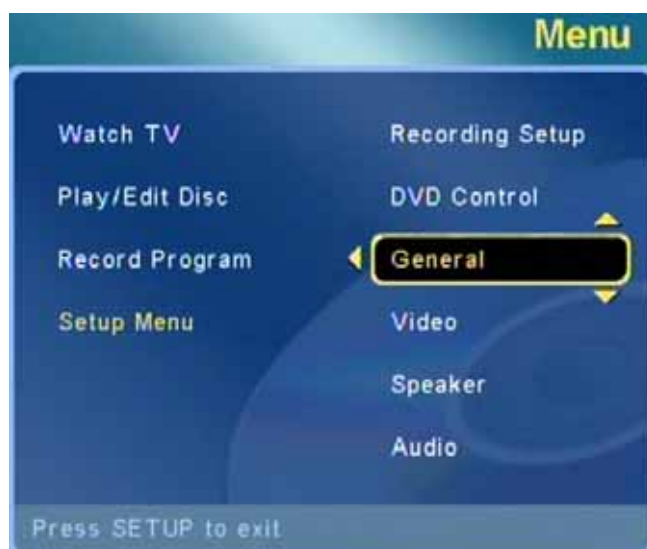 Menu
Watch TV
Play/Edit Disc
Record Program
Setup Menu
Recording Setup
DVD Control
General
Video
Speaker
Audio
Press SETUP to exit